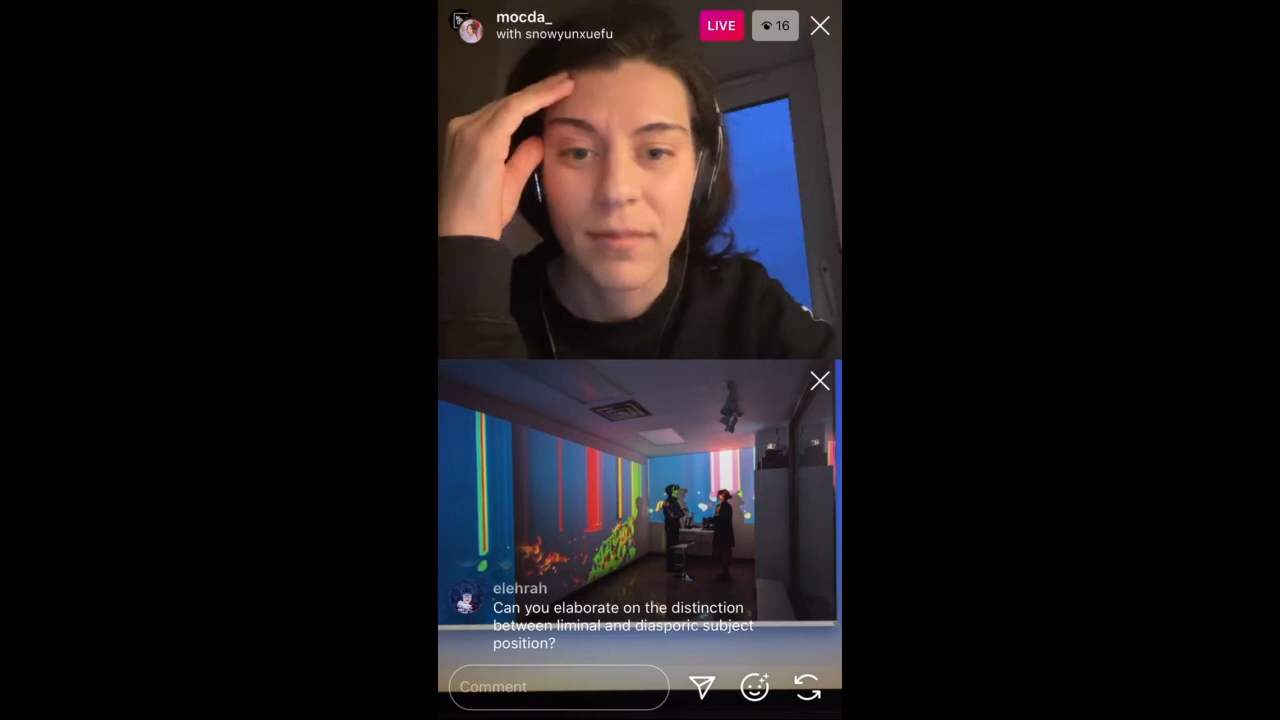 mocda_
with snowyunxuefu
LIVE
16
elehrah
Can you elaborate on the distinction
between liminal and diasporic subject
position?
Comment